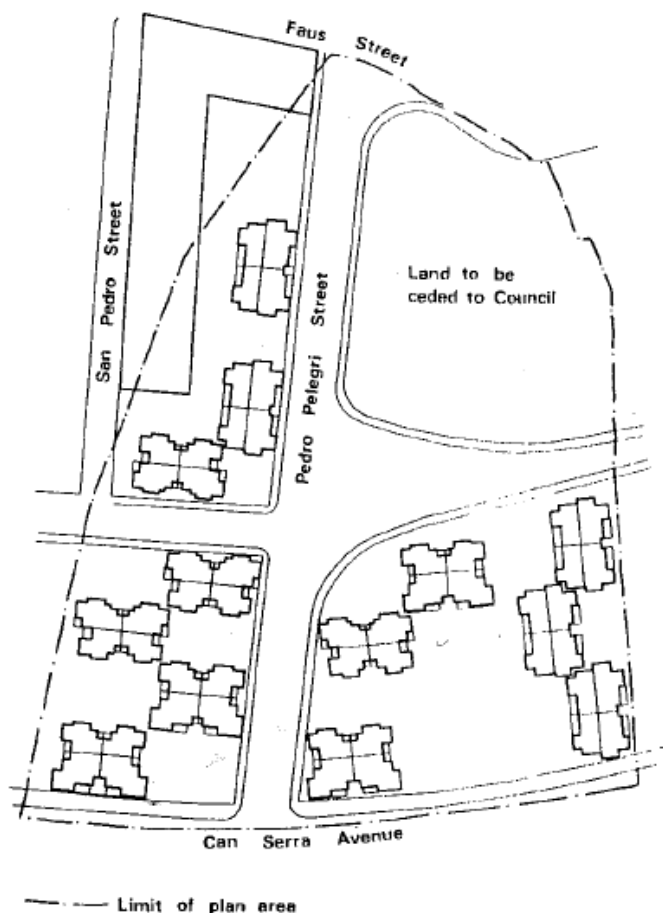 Faus Street
San Pedro Street
Pedro Pelegri Street
Land to be
ceded to Council
Can Serra Avenue
Limit of plan area